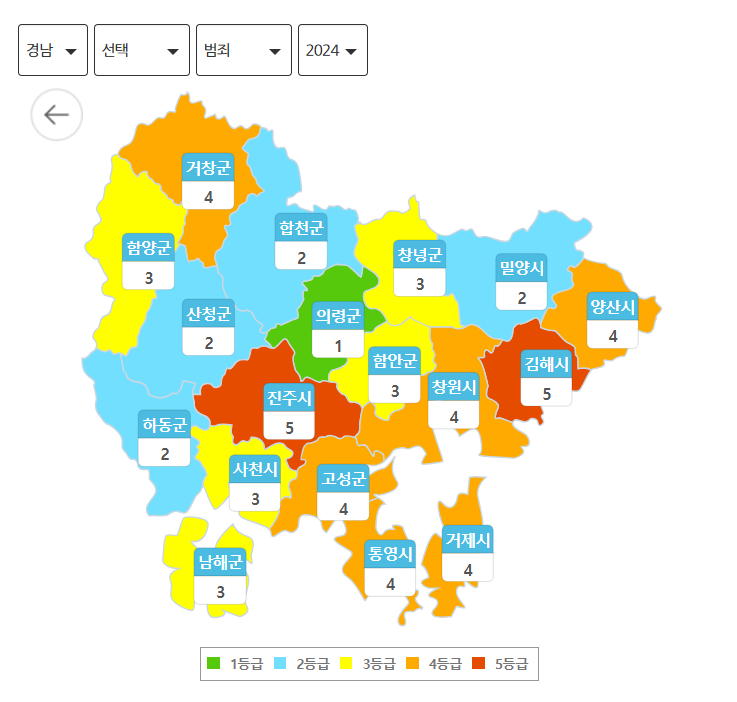 경남 선택 범죄 2024
거창군
4
합천군
2
함양군
3
창녕군
3
밀양시
2
양산시
4
산청군
2
의령군
1
함안군
3
김해시
5
창원시
4
진주시
5
하동군
2
사천시
3
고성군
4
거제시
4
통영시
4
남해군
3
1등급 2등급 3등급 4등급 5등급